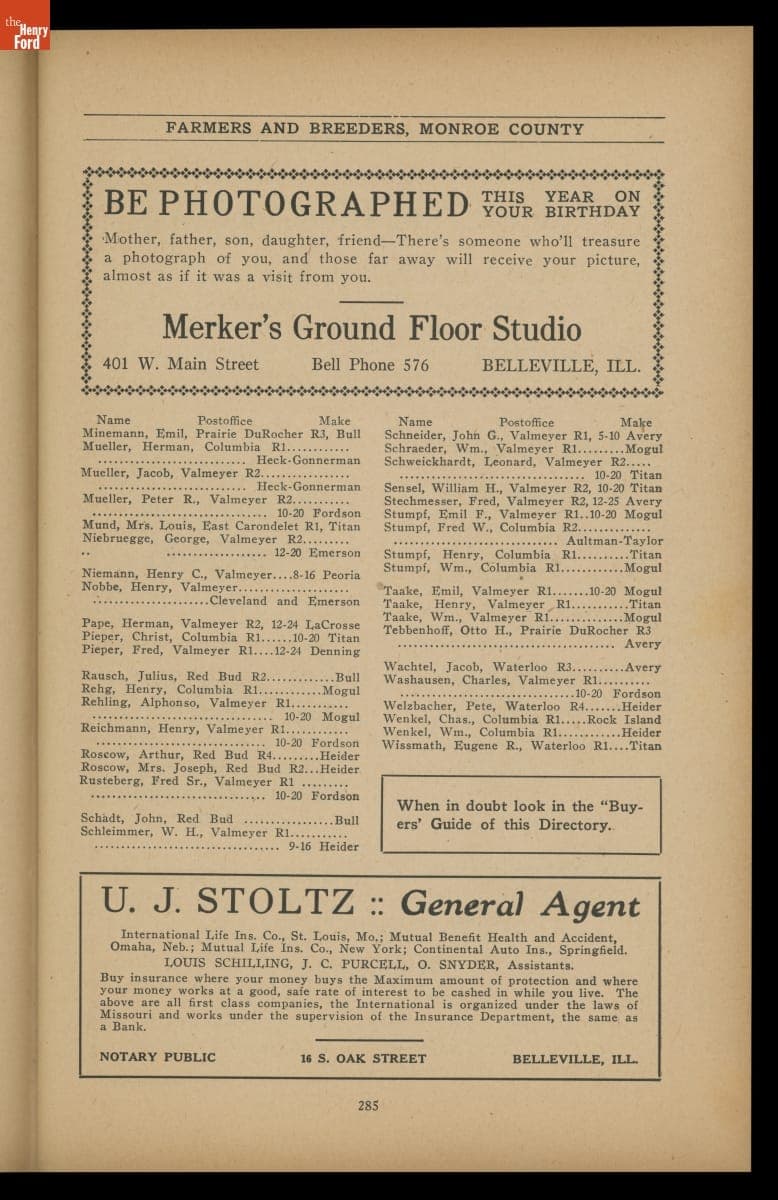 the
Henry
Ford
FARMERS AND BREEDERS, MONROE COUNTY
BE PHOTOGRAPHED THIS YEAR ON
YOUR BIRTHDAY
Mother, father, son, daughter, friend—There's someone who'll treasure
a photograph of you, and those far away will receive your picture,
almost as if it was a visit from you.
Merker's Ground Floor Studio
401 W. Main Street Bell Phone 576 BELLEVILLE, ILL.
Name Postoffice Make
Minemann, Emil, Prairie DuRocher R3, Bull
Mueller, Herman, Columbia R1............
........................... Heck-Gonnerman
Mueller, Jacob, Valmeyer R2.................
........................... Heck-Gonnerman
Mueller, Peter R., Valmeyer R2...........
................................ 10-20 Fordson
Mund, Mrs. Louis, East Carondelet R1, Titan
Niebruegge, George, Valmeyer R2.........
.. .................. 12-20 Emerson
Niemann, Henry C., Valmeyer....8-16 Peoria
Nobbe, Henry, Valmeyer.....................
.....................Cleveland and Emerson
Pape, Herman, Valmeyer R2, 12-24 LaCrosse
Pieper, Christ, Columbia R1......10-20 Titan
Pieper, Fred, Valmeyer R1....12-24 Denning
Rausch, Julius, Red Bud R2.............Bull
Rehg, Henry, Columbia R1............Mogul
Rehling, Alphonso, Valmeyer R1...........
................................. 10-20 Mogul
Reichmann, Henry, Valmeyer R1............
............................... 10-20 Fordson
Roscow, Arthur, Red Bud R4.........Heider
Roscow, Mrs. Joseph, Red Bud R2...Heider
Rusteberg, Fred Sr., Valmeyer R1 .........
................................ 10-20 Fordson
Schadt, John, Red Bud .................Bull
Schleimmer, W. H., Valmeyer R1...........
.................................. 9-16 Heider
Name Postoffice Make
Schneider, John G., Valmeyer R1, 5-10 Avery
Schraeder, Wm., Valmeyer R1.........Mogul
Schweickhardt, Leonard, Valmeyer R2.....
.................................. 10-20 Titan
Sensel, William H., Valmeyer R2, 10-20 Titan
Stechmesser, Fred, Valmeyer R2, 12-25 Avery
Stumpf, Emil F., Valmeyer R1..10-20 Mogul
Stumpf, Fred W., Columbia R2..............
.............................. Aultman-Taylor
Stumpf, Henry, Columbia R1..........Titan
Stumpf, Wm., Columbia R1............Mogul
Taake, Emil, Valmeyer R1.......10-20 Mogul
Taake, Henry, Valmeyer R1...........Titan
Taake, Wm., Valmeyer R1.............Mogul
Tebbenhoff, Otto H., Prairie DuRocher R3
........................................ Avery
Wachtel, Jacob, Waterloo R3..........Avery
Washausen, Charles, Valmeyer R1..........
................................10-20 Fordson
Welzbacher, Pete, Waterloo R4.......Heider
Wenkel, Chas., Columbia R1.....Rock Island
Wenkel, Wm., Columbia R1............Heider
Wissmath, Eugene R., Waterloo R1....Titan
When in doubt look in the "Buy-
ers' Guide of this Directory.
U. J. STOLTZ :: General Agent
International Life Ins. Co., St. Louis, Mo.; Mutual Benefit Health and Accident,
Omaha, Neb.; Mutual Life Ins. Co., New York; Continental Auto Ins., Springfield.
LOUIS SCHILLING, J. C. PURCELL, O. SNYDER, Assistants.
Buy insurance where your money buys the Maximum amount of protection and where
your money works at a good, safe rate of interest to be cashed in while you live. The
above are all first class companies, the International is organized under the laws of
Missouri and works under the supervision of the Insurance Department, the same as
a Bank.
NOTARY PUBLIC 16 S. OAK STREET BELLEVILLE, ILL.
285